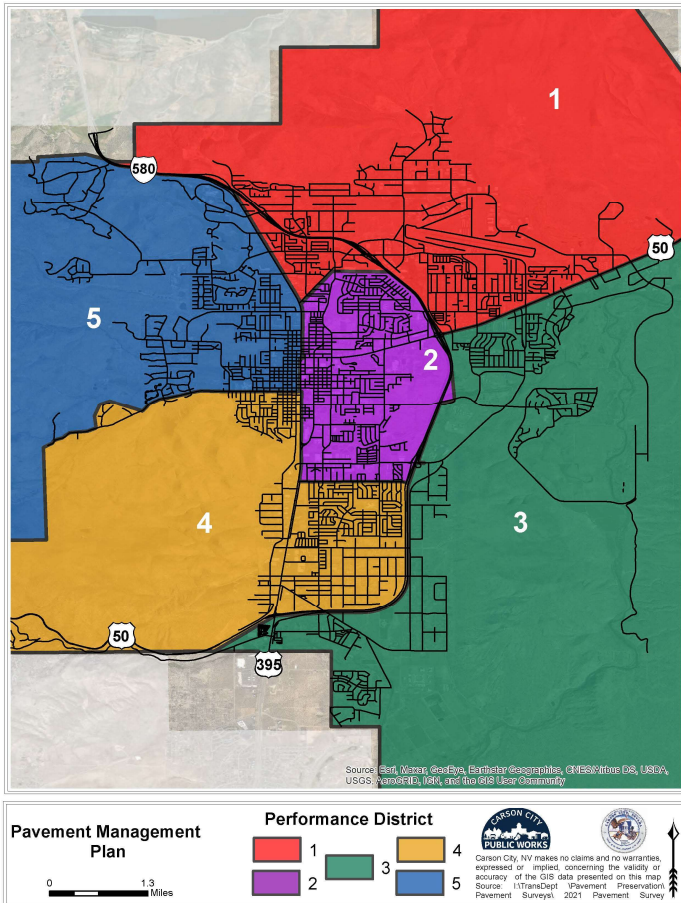 1
580
50
5
2
4
3
50
395
Source: Esri, Maxar, GeoEye, Earthstar Geographics, CNES/Airbus DS, USDA,
USGS, AeroGRID, IGN, and the GIS User Community
Pavement Management
Plan
0 1.3
Miles
Performance District
1
2
3
4
5
CARSON CITY
PUBLIC WORKS
Carson City, NV makes no claims and no warranties,
expressed or implied, concerning the validity or
accuracy of the GIS data presented on this map
Source: I:\TransDept \Pavement Preservation\
Pavement Surveys\ 2021 Pavement Survey